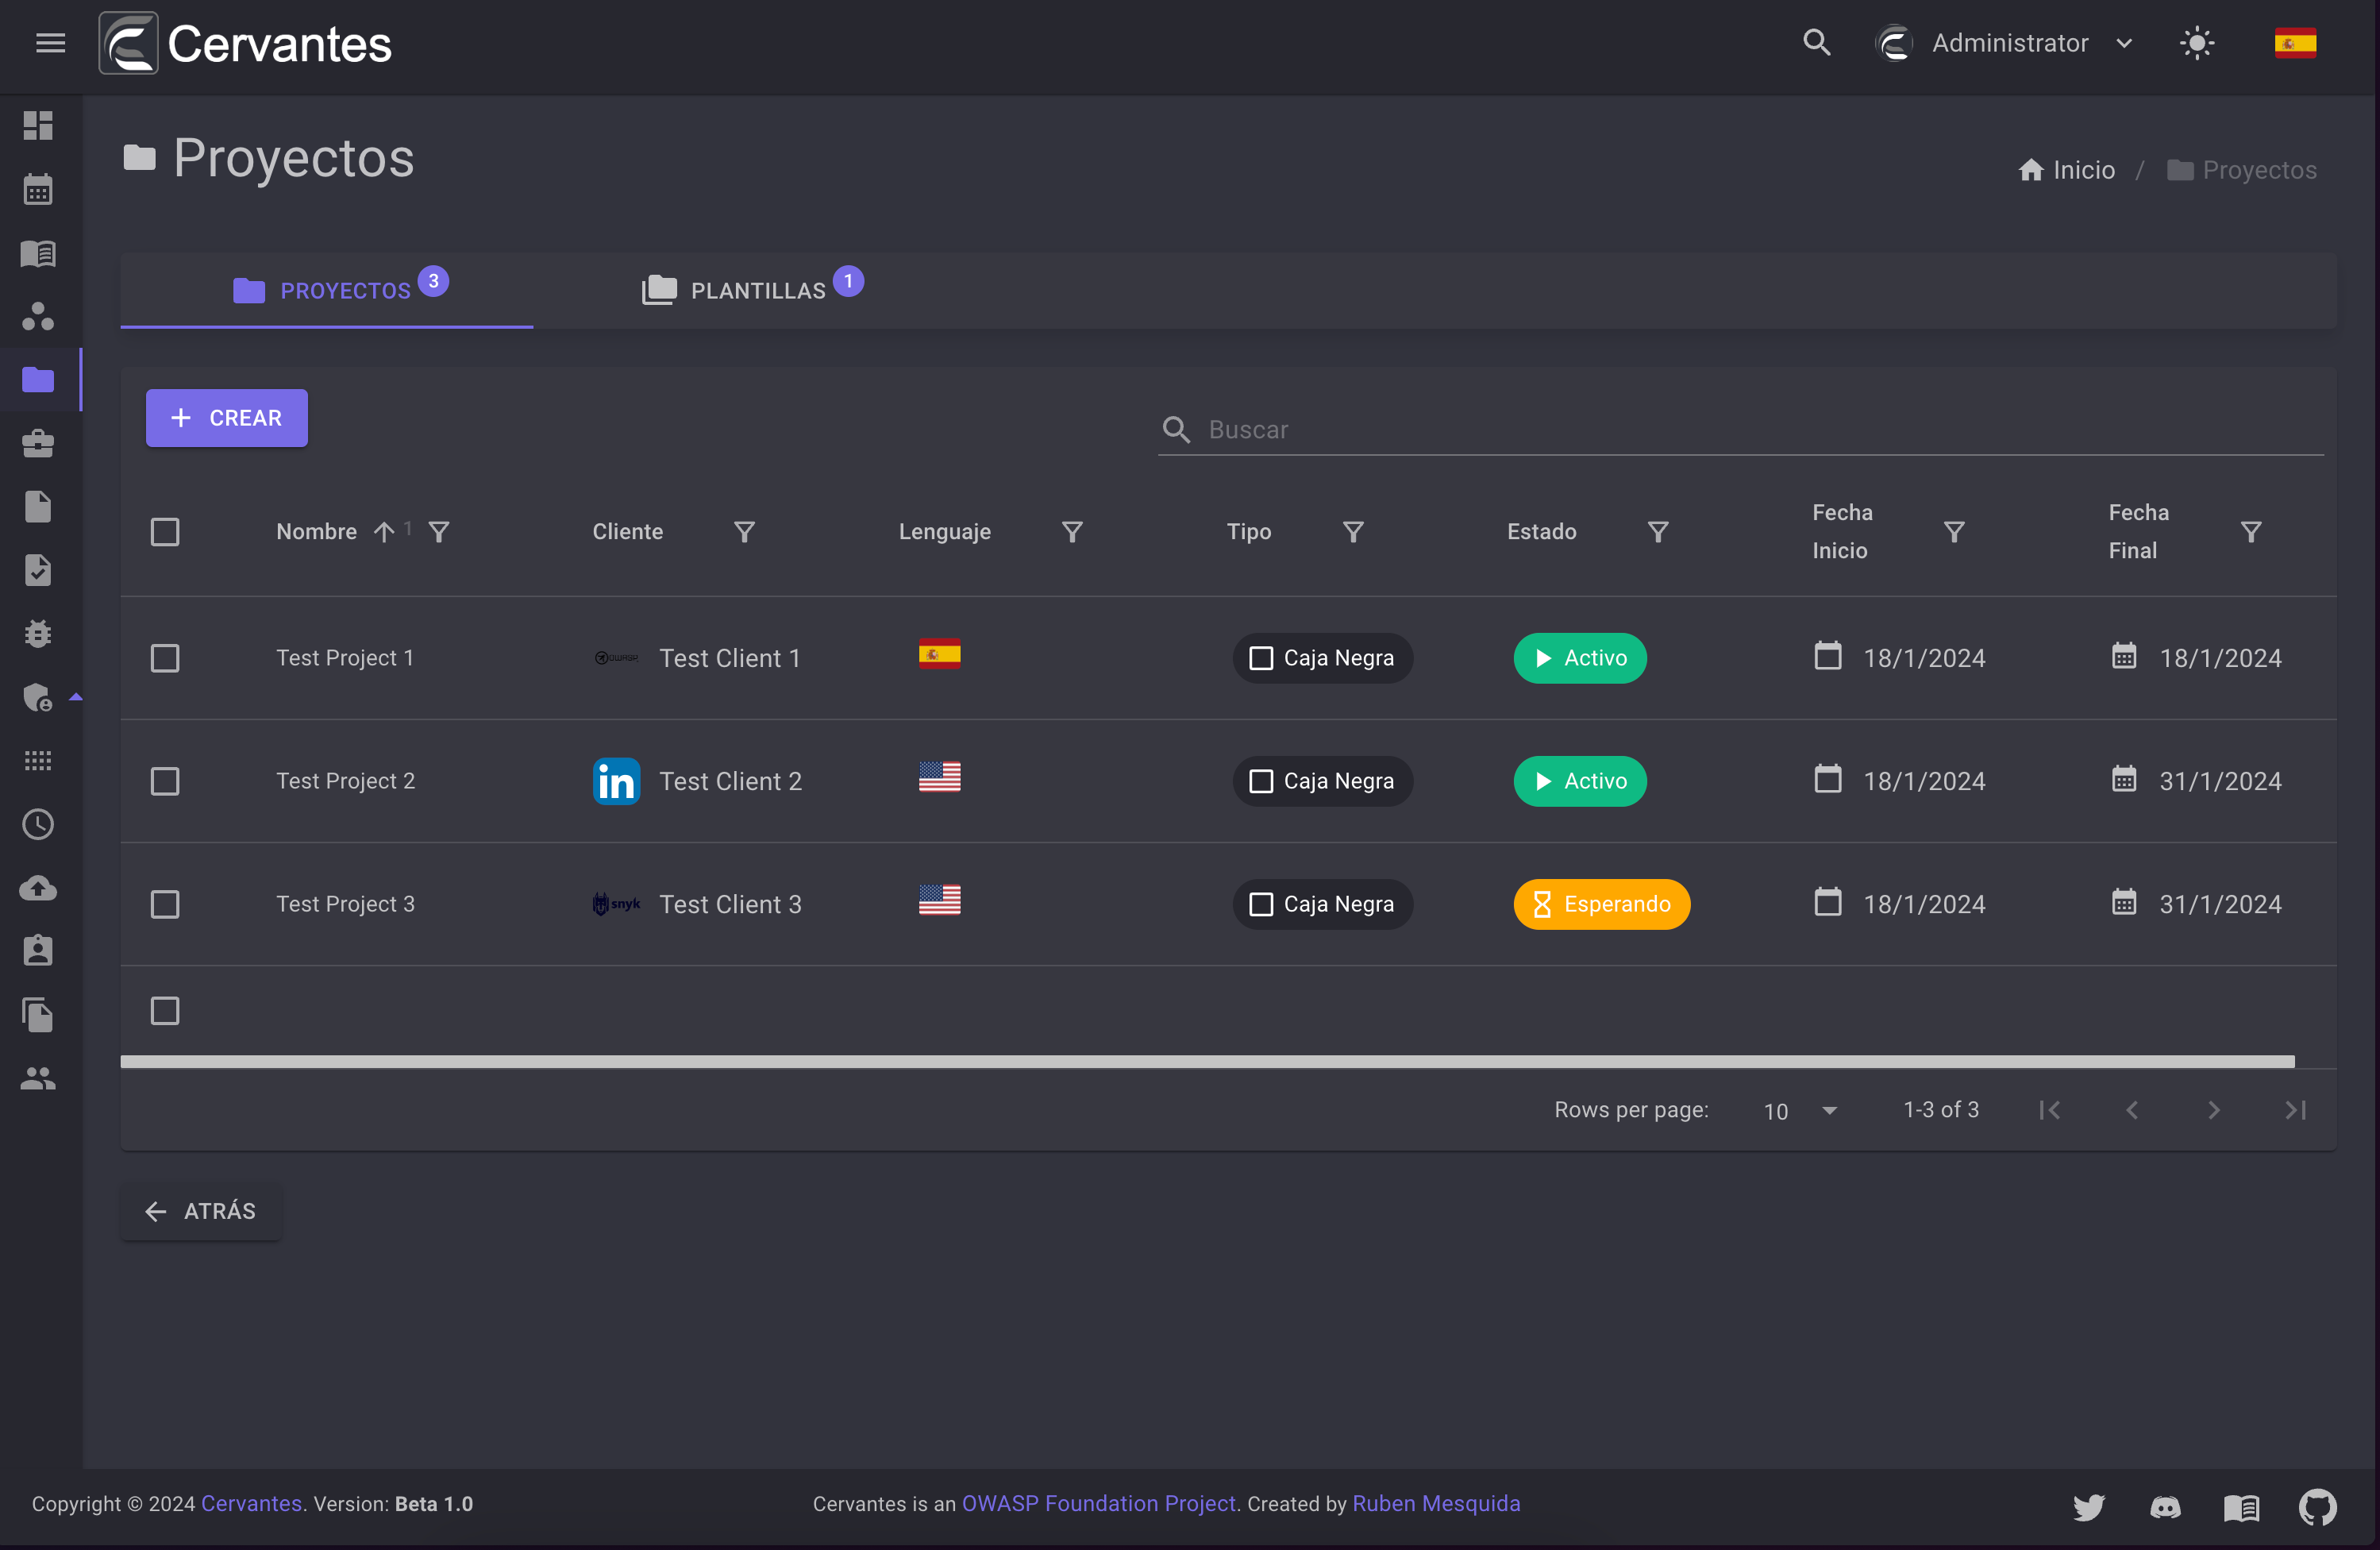 Cervantes
Administrator
Proyectos
Inicio / Proyectos
PROYECTOS 3 PLANTILLAS 1
CREAR
Buscar
Nombre 1 Cliente Lenguaje Tipo Estado Fecha Inicio Fecha Final
Test Project 1 OWASP Test Client 1 Caja Negra Activo 18/1/2024 18/1/2024
Test Project 2 in Test Client 2 Caja Negra Activo 18/1/2024 31/1/2024
Test Project 3 snyk Test Client 3 Caja Negra Esperando 18/1/2024 31/1/2024
Rows per page: 10 1-3 of 3
ATRÁS
Copyright © 2024 Cervantes. Version: Beta 1.0 Cervantes is an OWASP Foundation Project. Created by Ruben Mesquida